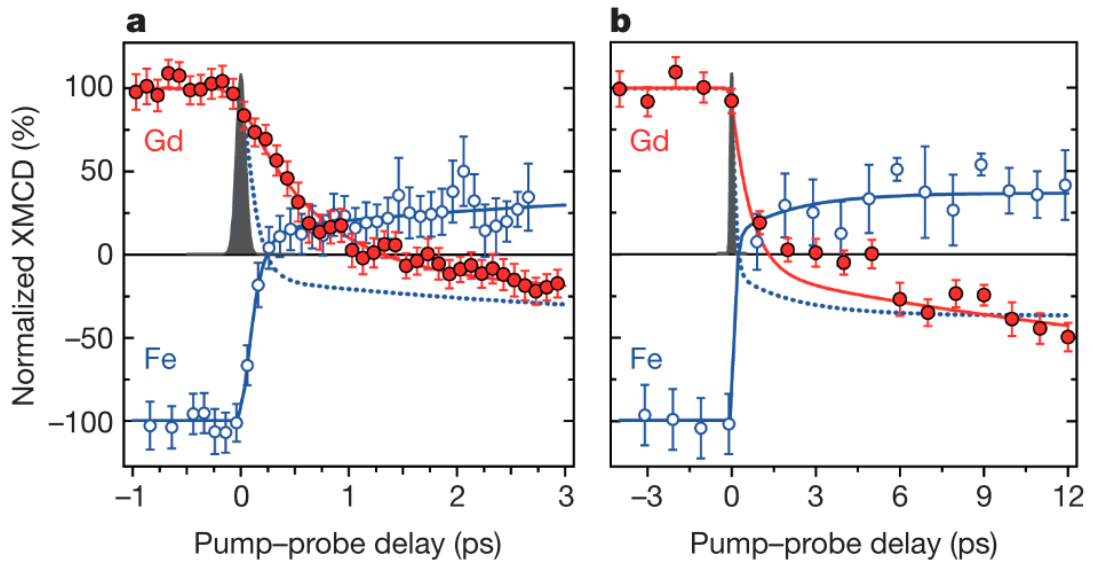 a
b
Normalized XMCD (%)
100
50
0
−50
−100
Gd
Fe
Gd
Fe
−1 0 1 2 3
−3 0 3 6 9 12
Pump–probe delay (ps)
Pump–probe delay (ps)